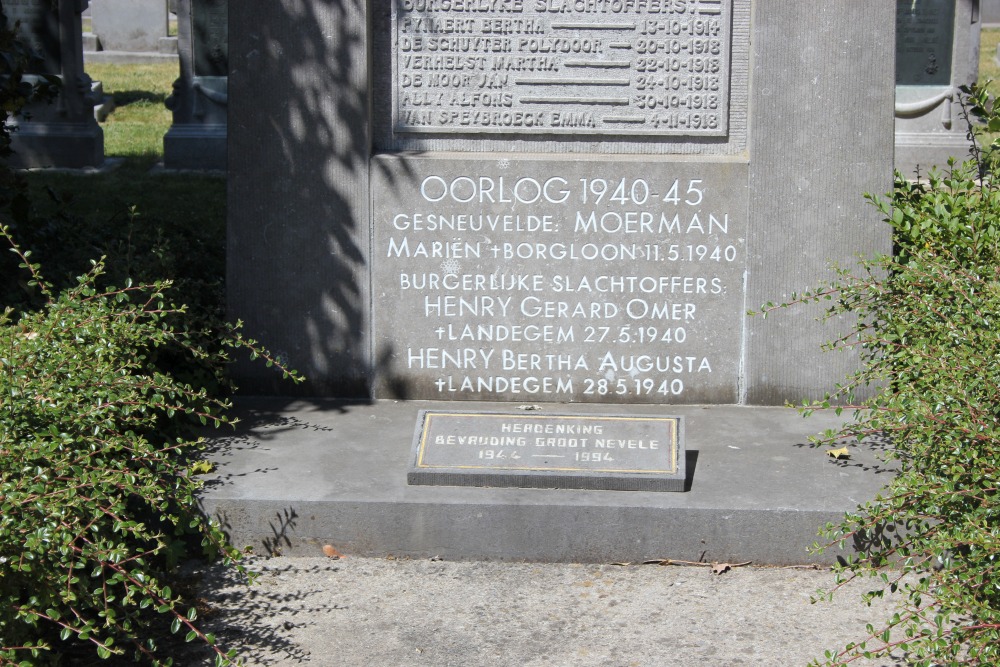 BURGERLYKE SLACHTOFFERS:
RYNAERT BERTHA 13-10-1914
DE SCHUYTER POLYDOOR 20-10-1918
VERHELST MARTHA 22-10-1918
DE MOOR JAN 24-10-1918
ALLY ALFONS 30-10-1918
VAN SPEYBROECK EMMA 4-11-1918
OORLOG 1940-45
GESNEUVELDE: MOERMAN
MARIËN +BORGLOON 11.5.1940
BURGERLIJKE SLACHTOFFERS:
HENRY GERARD OMER
+LANDEGEM 27.5.1940
HENRY BERTHA AUGUSTA
+LANDEGEM 28.5.1940
HERDENKING
BEVRIJDING GROOT NEVELE
1944 — 1994